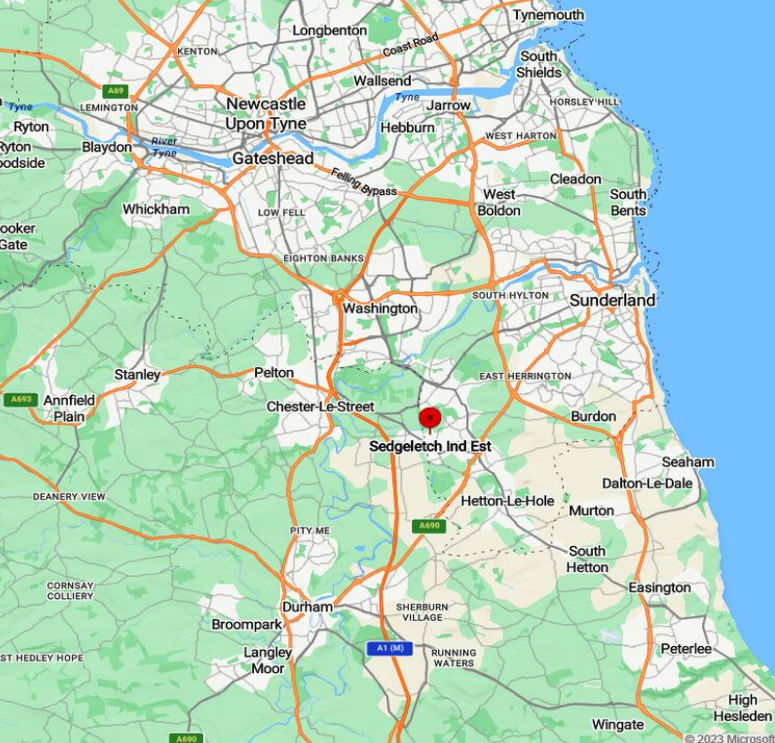 Tynemouth
Longbenton
Coast Road
KENTON
South
Shields
Wallsend
A69
Tyne
HORSLEY HILL
Tyne
LEMINGTON
Newcastle
Upon Tyne
Jarrow
Ryton
Hebburn
WEST HARTON
Ryton
oodside
Blaydon
River
Tyne
Gateshead
Felling Bypass
Cleadon
West
Boldon
South
Bents
Whickham
LOW FELL
ooker
Gate
EIGHTON BANKS
SOUTH HYLTON
Sunderland
Washington
Stanley
Pelton
EAST HERRINGTON
A693
Annfield
Plain
Chester-Le-Street
Burdon
Sedgeletch Ind Est
Seaham
Dalton-Le-Dale
DEANERY VIEW
Hetton-Le-Hole
Murton
A690
PITY ME
South
Hetton
CORNSAY
COLLIERY
Easington
Durham
SHERBURN
VILLAGE
Broompark
A1 (M)
Langley
Moor
RUNNING
WATERS
Peterlee
ST HEDLEY HOPE
High
Hesleden
Wingate
A690
© 2023 Microsoft